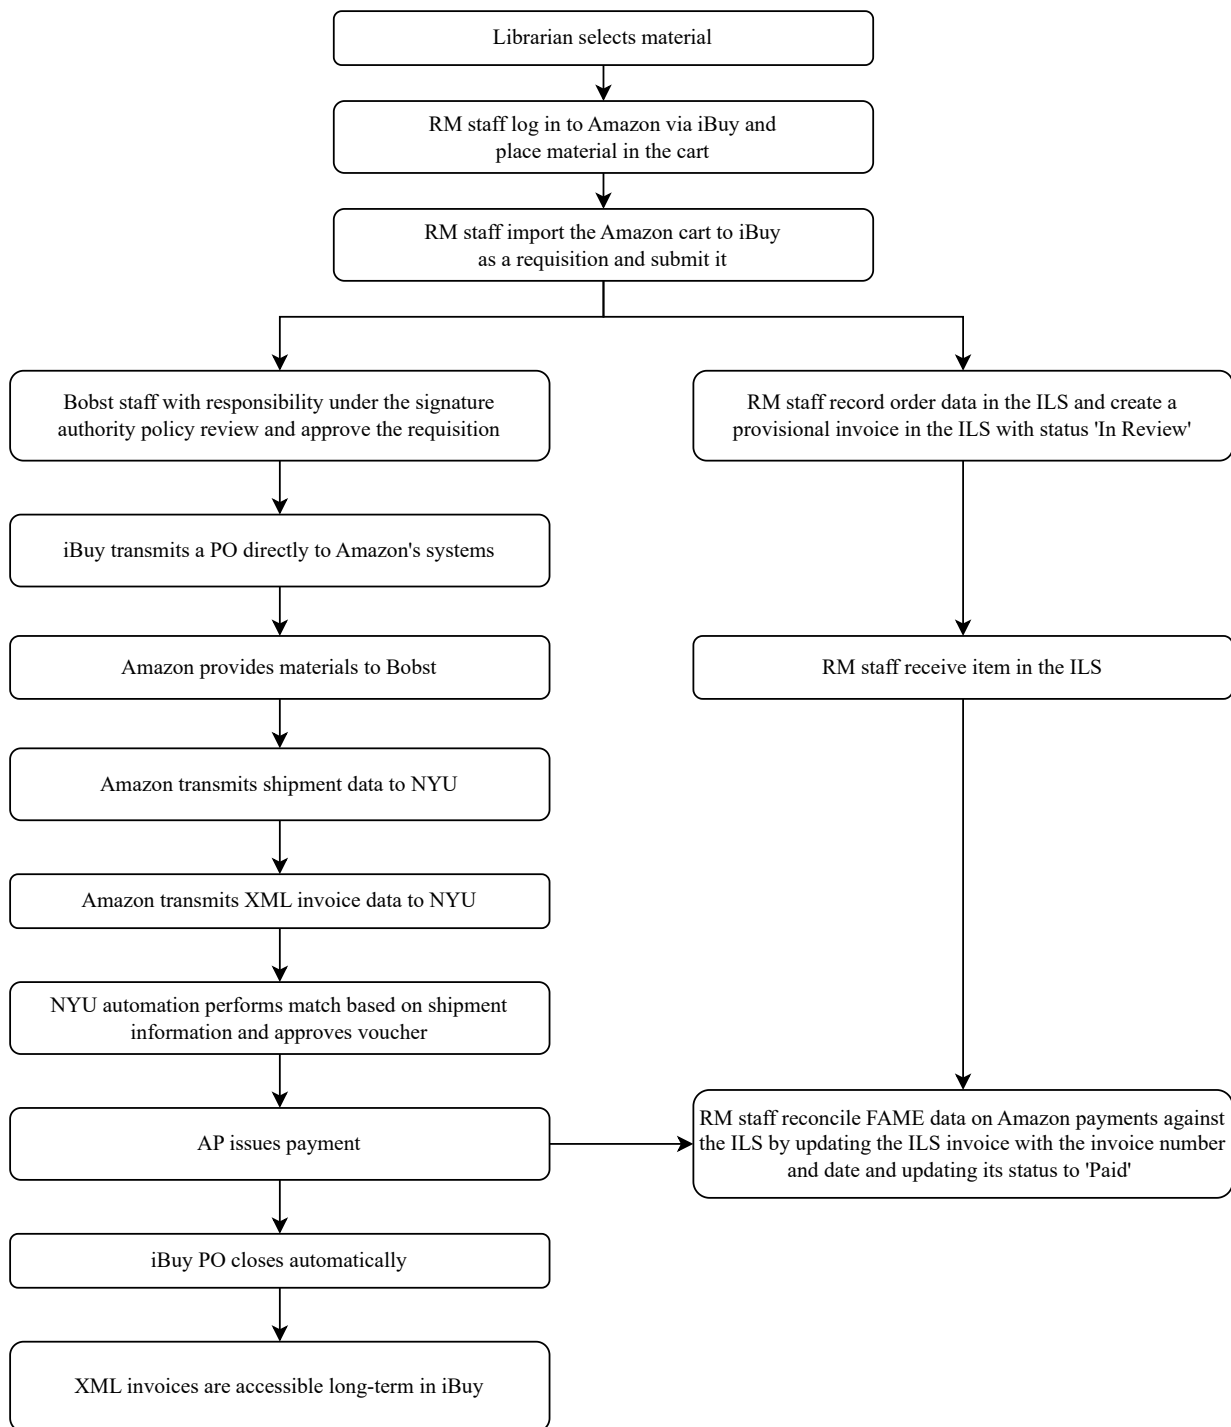 Librarian selects material
RM staff log in to Amazon via iBuy and
place material in the cart
RM staff import the Amazon cart to iBuy
as a requisition and submit it
Bobst staff with responsibility under the signature
authority policy review and approve the requisition
RM staff record order data in the ILS and create a
provisional invoice in the ILS with status 'In Review'
iBuy transmits a PO directly to Amazon's systems
Amazon provides materials to Bobst
RM staff receive item in the ILS
Amazon transmits shipment data to NYU
Amazon transmits XML invoice data to NYU
NYU automation performs match based on shipment
information and approves voucher
AP issues payment
RM staff reconcile FAME data on Amazon payments against
the ILS by updating the ILS invoice with the invoice number
and date and updating its status to 'Paid'
iBuy PO closes automatically
XML invoices are accessible long-term in iBuy